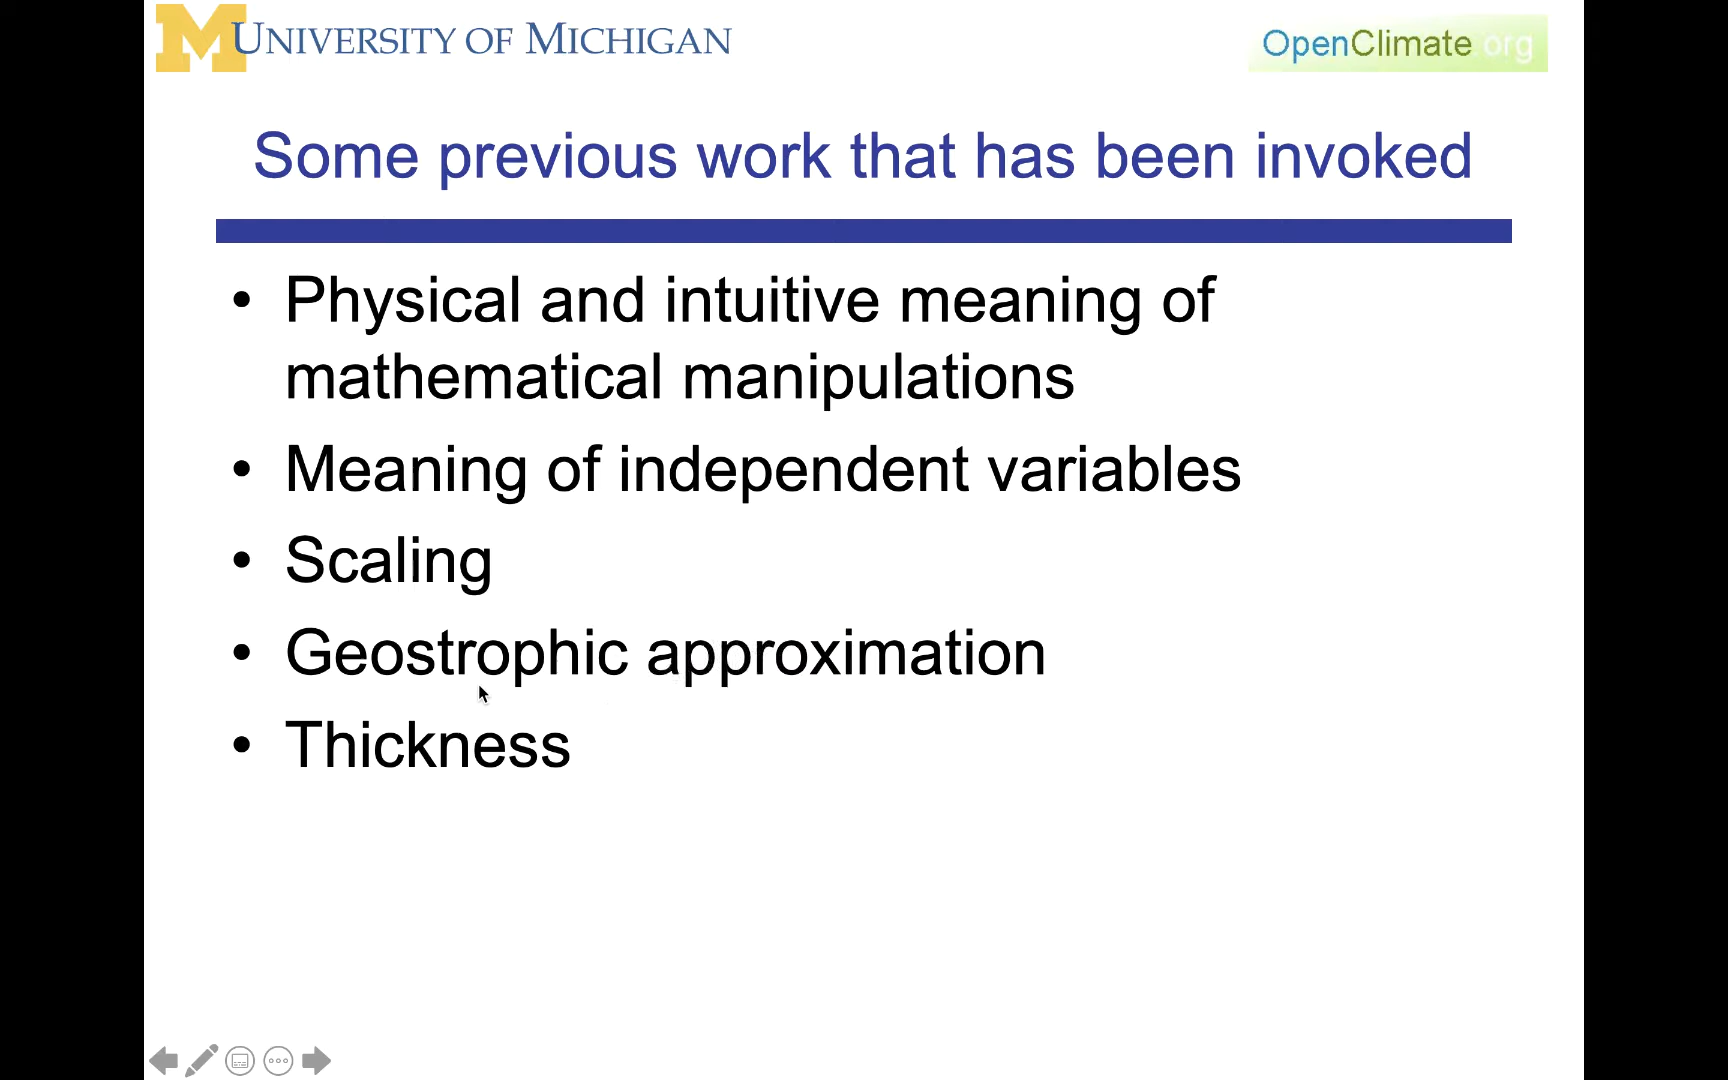 M UNIVERSITY OF MICHIGAN
OpenClimate.org
Some previous work that has been invoked
• Physical and intuitive meaning of
mathematical manipulations
• Meaning of independent variables
• Scaling
• Geostrophic approximation
• Thickness